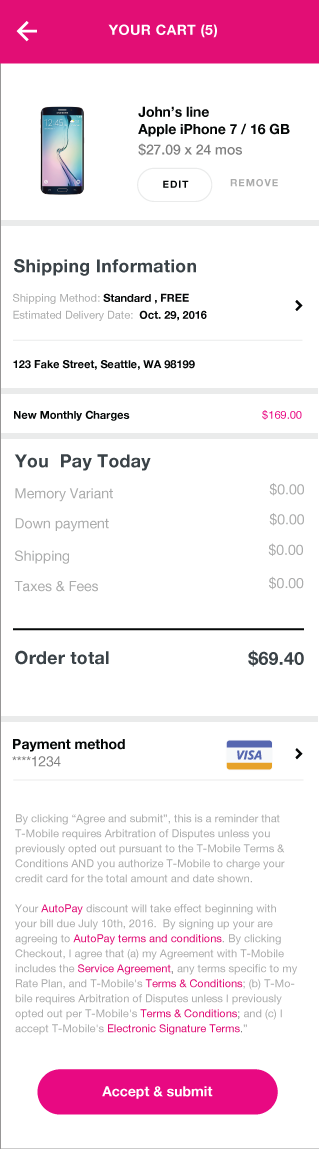 YOUR CART (5)
John's line
Apple iPhone 7 / 16 GB
$27.09 x 24 mos
EDIT REMOVE
Shipping Information
Shipping Method: Standard , FREE
Estimated Delivery Date: Oct. 29, 2016
123 Fake Street, Seattle, WA 98199
New Monthly Charges $169.00
You Pay Today
Memory Variant $0.00
Down payment $0.00
Shipping $0.00
Taxes & Fees $0.00
Order total $69.40
Payment method
****1234 VISA
By clicking “Agree and submit”, this is a reminder that
T-Mobile requires Arbitration of Disputes unless you
previously opted out pursuant to the T-Mobile Terms &
Conditions AND you authorize T-Mobile to charge your
credit card for the total amount and date shown.
Your AutoPay discount will take effect beginning with
your bill due July 10th, 2016. By signing up your are
agreeing to AutoPay terms and conditions. By clicking
Checkout, I agree that (a) my Agreement with T-Mobile
includes the Service Agreement, any terms specific to my
Rate Plan, and T-Mobile's Terms & Conditions; (b) T-Mo-
bile requires Arbitration of Disputes unless I previously
opted out per T-Mobile's Terms & Conditions; and (c) I
accept T-Mobile's Electronic Signature Terms.”
Accept & submit